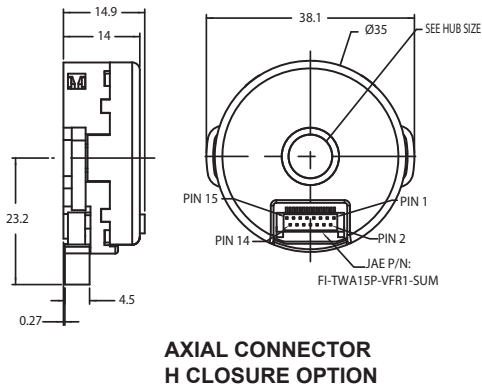 14.9
14
38.1
Ø35
SEE HUB SIZE
23.2
PIN 15
PIN 1
PIN 14
PIN 2
JAE P/N:
FI-TWA15P-VFR1-SUM
4.5
0.27
AXIAL CONNECTOR
H CLOSURE OPTION